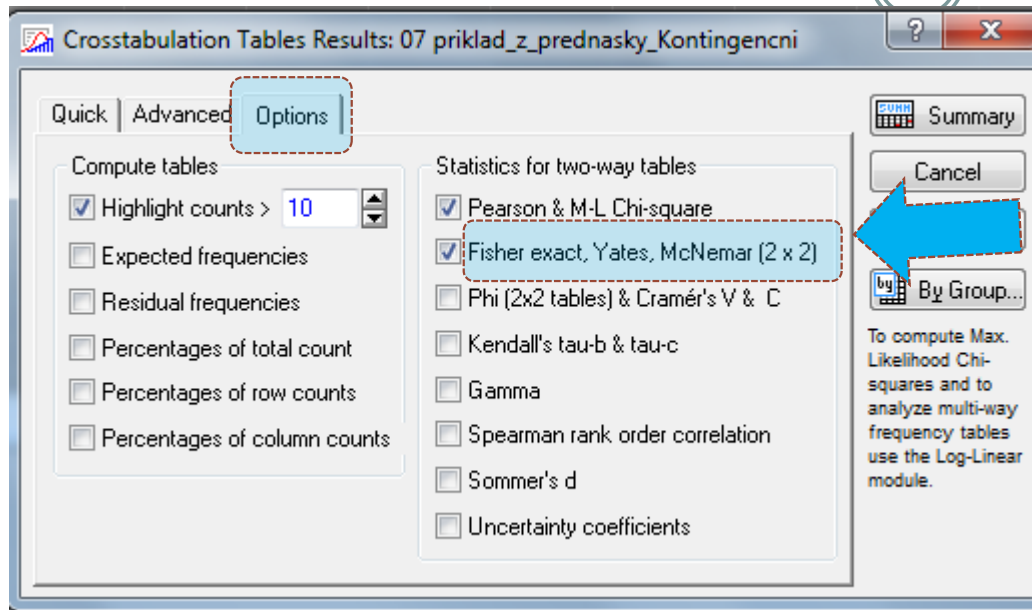 Crosstabulation Tables Results: 07 priklad_z_prednasky_Kontingencni
?
x
Quick
Advanced
Options
Compute tables
Highlight counts > 10
Expected frequencies
Residual frequencies
Percentages of total count
Percentages of row counts
Percentages of column counts
Statistics for two-way tables
Pearson & M-L Chi-square
Fisher exact, Yates, McNemar (2 x 2)
Phi (2x2 tables) & Cramér's V & C
Kendall's tau-b & tau-c
Gamma
Spearman rank order correlation
Sommer's d
Uncertainty coefficients
SUMM Summary
Cancel
by By Group...
To compute Max.
Likelihood Chi-
squares and to
analyze multi-way
frequency tables
use the Log-Linear
module.